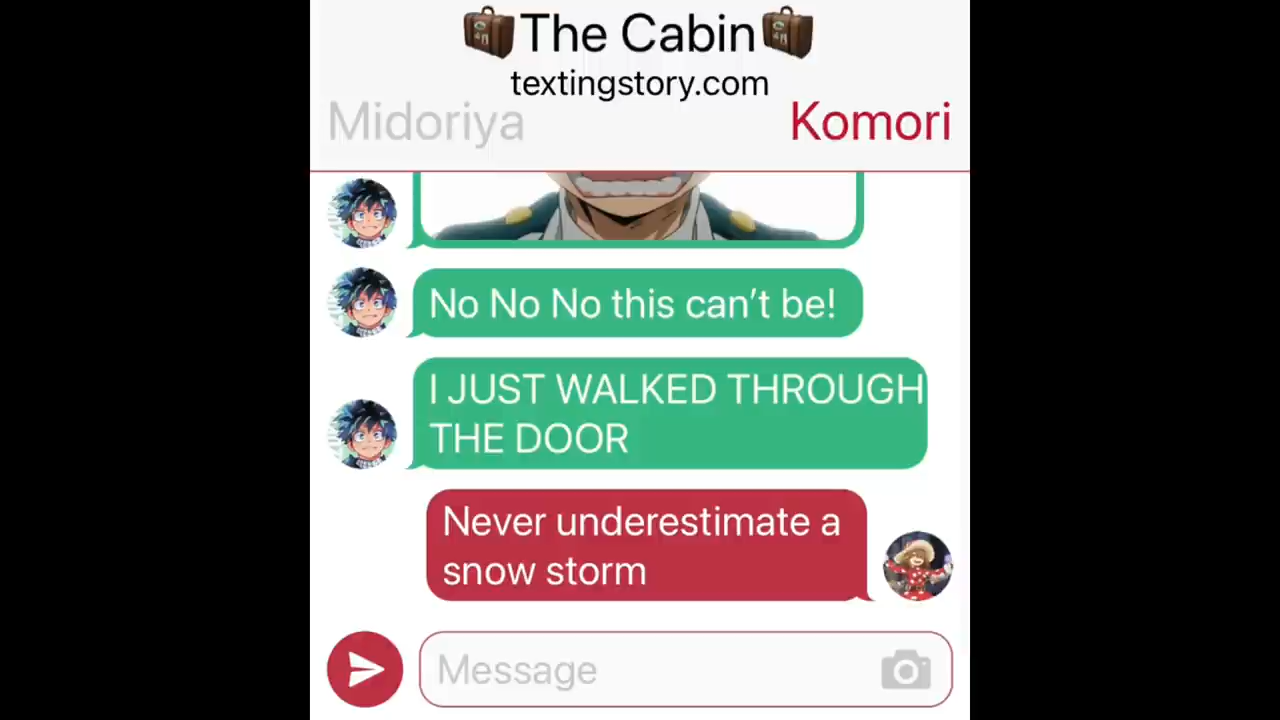 The Cabin
textingstory.com
Midoriya
Komori
No No No this can’t be!
I JUST WALKED THROUGH
THE DOOR
Never underestimate a
snow storm
Message